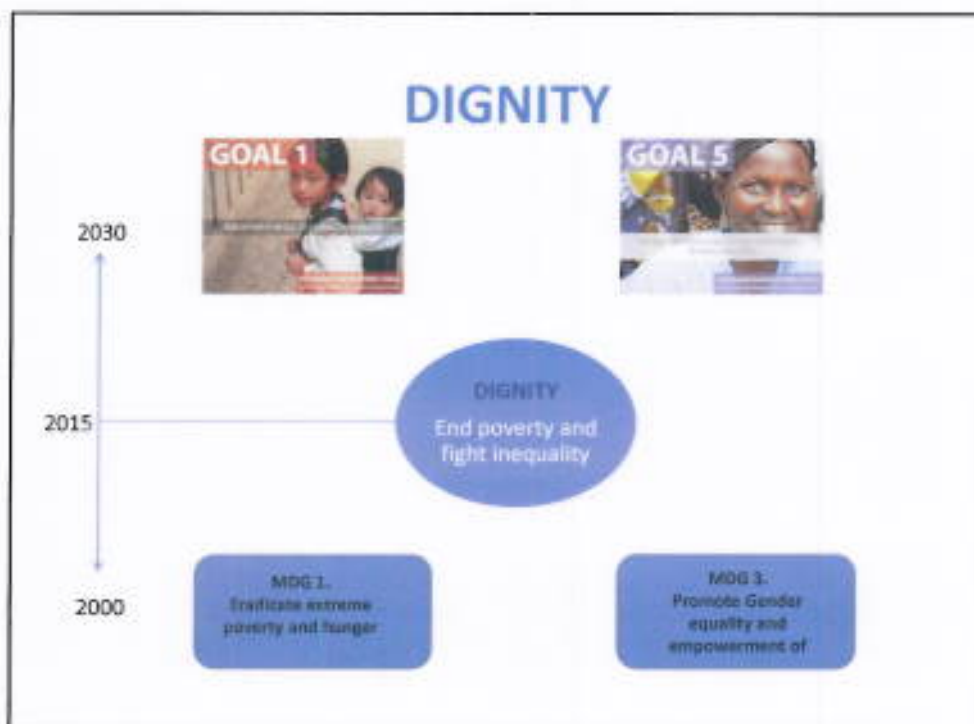 DIGNITY
GOAL 1
GOAL 5
2030
DIGNITY
2015
End poverty and
fight inequality
MDG 1.
Eradicate extreme
poverty and hunger
MDG 3.
Promote Gender
equality and
empowerment of
2000